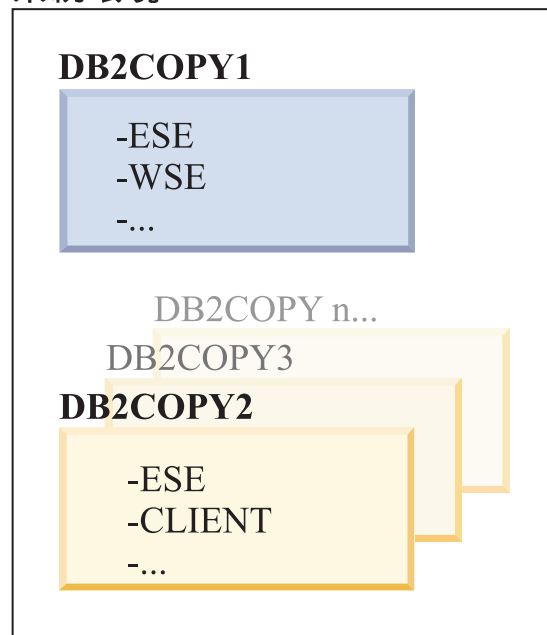 DB2COPY1
-ESE
-WSE
-...
DB2COPY n...
DB2COPY3
DB2COPY2
-ESE
-CLIENT
-...